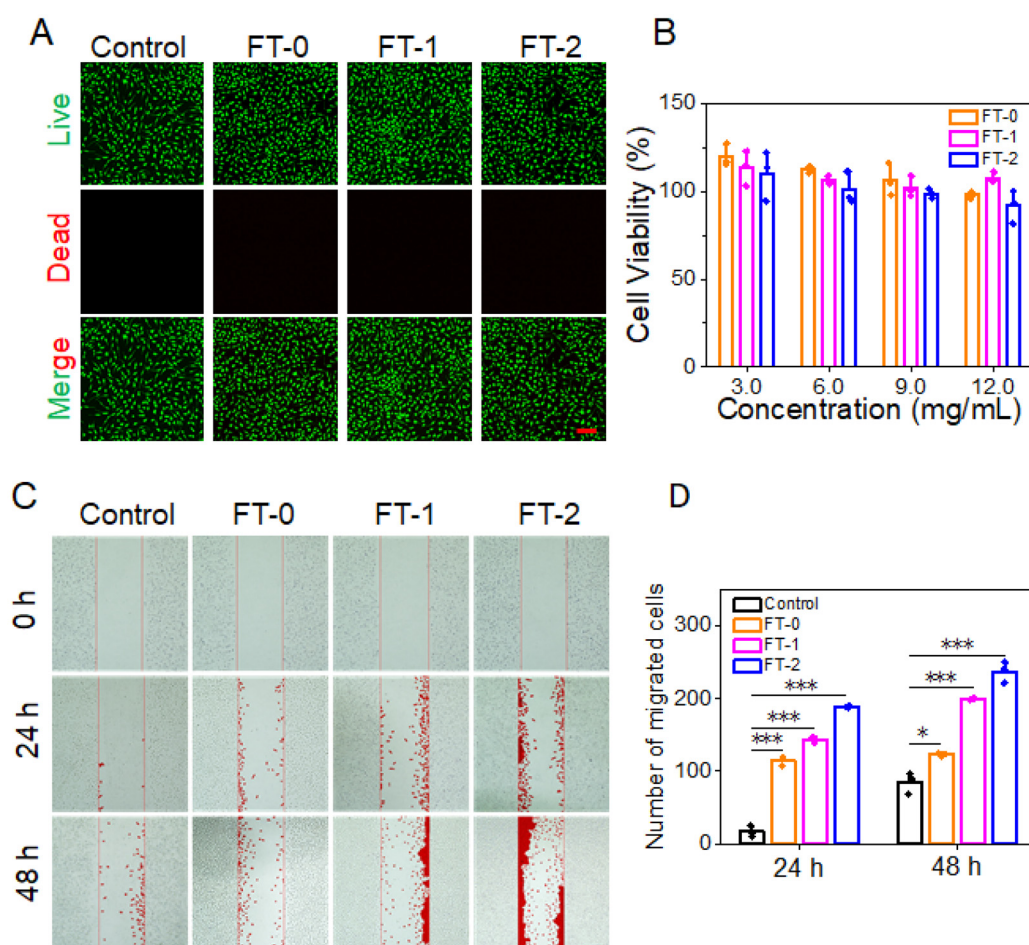 A
Control FT-0 FT-1 FT-2
Live
Dead
Merge
B
Cell Viability (%)
150
100
50
0
FT-0
FT-1
FT-2
3.0 6.0 9.0 12.0
Concentration (mg/mL)
C
Control FT-0 FT-1 FT-2
0 h
24 h
48 h
D
Number of migrated cells
300
200
100
0
Control
FT-0
FT-1
FT-2
***
***
***
***
***
*
24 h 48 h